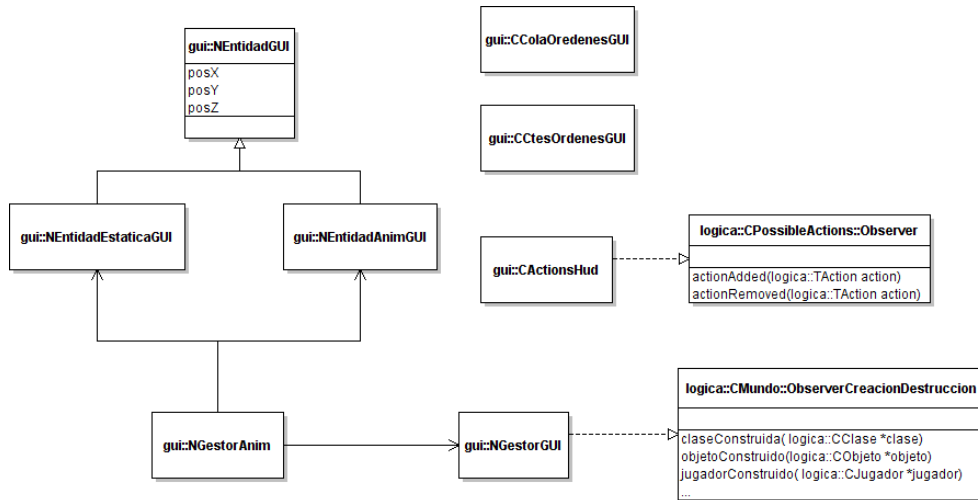 gui::NEntidadGUI
posX
posY
posZ
gui::CColaOredenesGUI
gui::CCtesOrdenesGUI
gui::NEntidadEstaticaGUI
gui::NEntidadAnimGUI
gui::CActionsHud
logica::CPossibleActions::Observer
actionAdded(logica::TAction action)
actionRemoved(logica::TAction action)
gui::NGestorAnim
gui::NGestorGUI
logica::CMundo::ObserverCreacionDestruccion
claseConstruida( logica::CClase *clase)
objetoConstruido(logica::CObjeto *objeto)
jugadorConstruido( logica::CJugador *jugador)
...